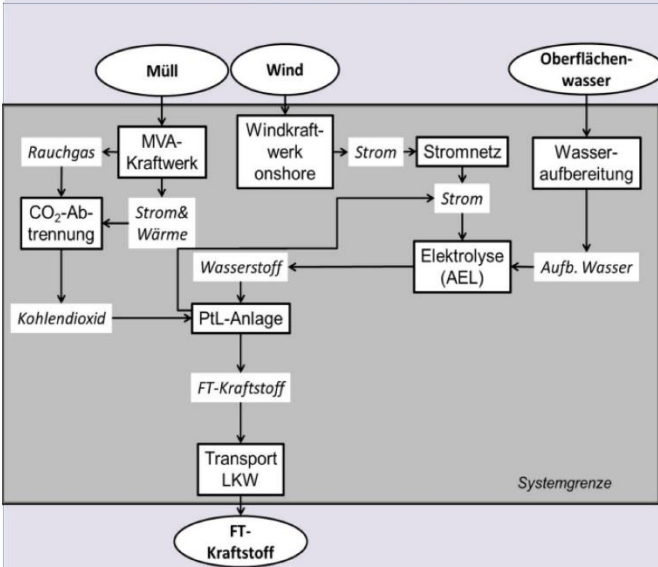 Müll
Wind
Oberflächen-
wasser
Rauchgas
MVA-
Kraftwerk
Windkraft-
werk
onshore
Strom
Stromnetz
Wasser-
aufbereitung
CO₂-Ab-
trennung
Strom&
Wärme
Strom
Wasserstoff
Elektrolyse
(AEL)
Aufb. Wasser
Kohlendioxid
PtL-Anlage
FT-Kraftstoff
Transport
LKW
Systemgrenze
FT-
Kraftstoff